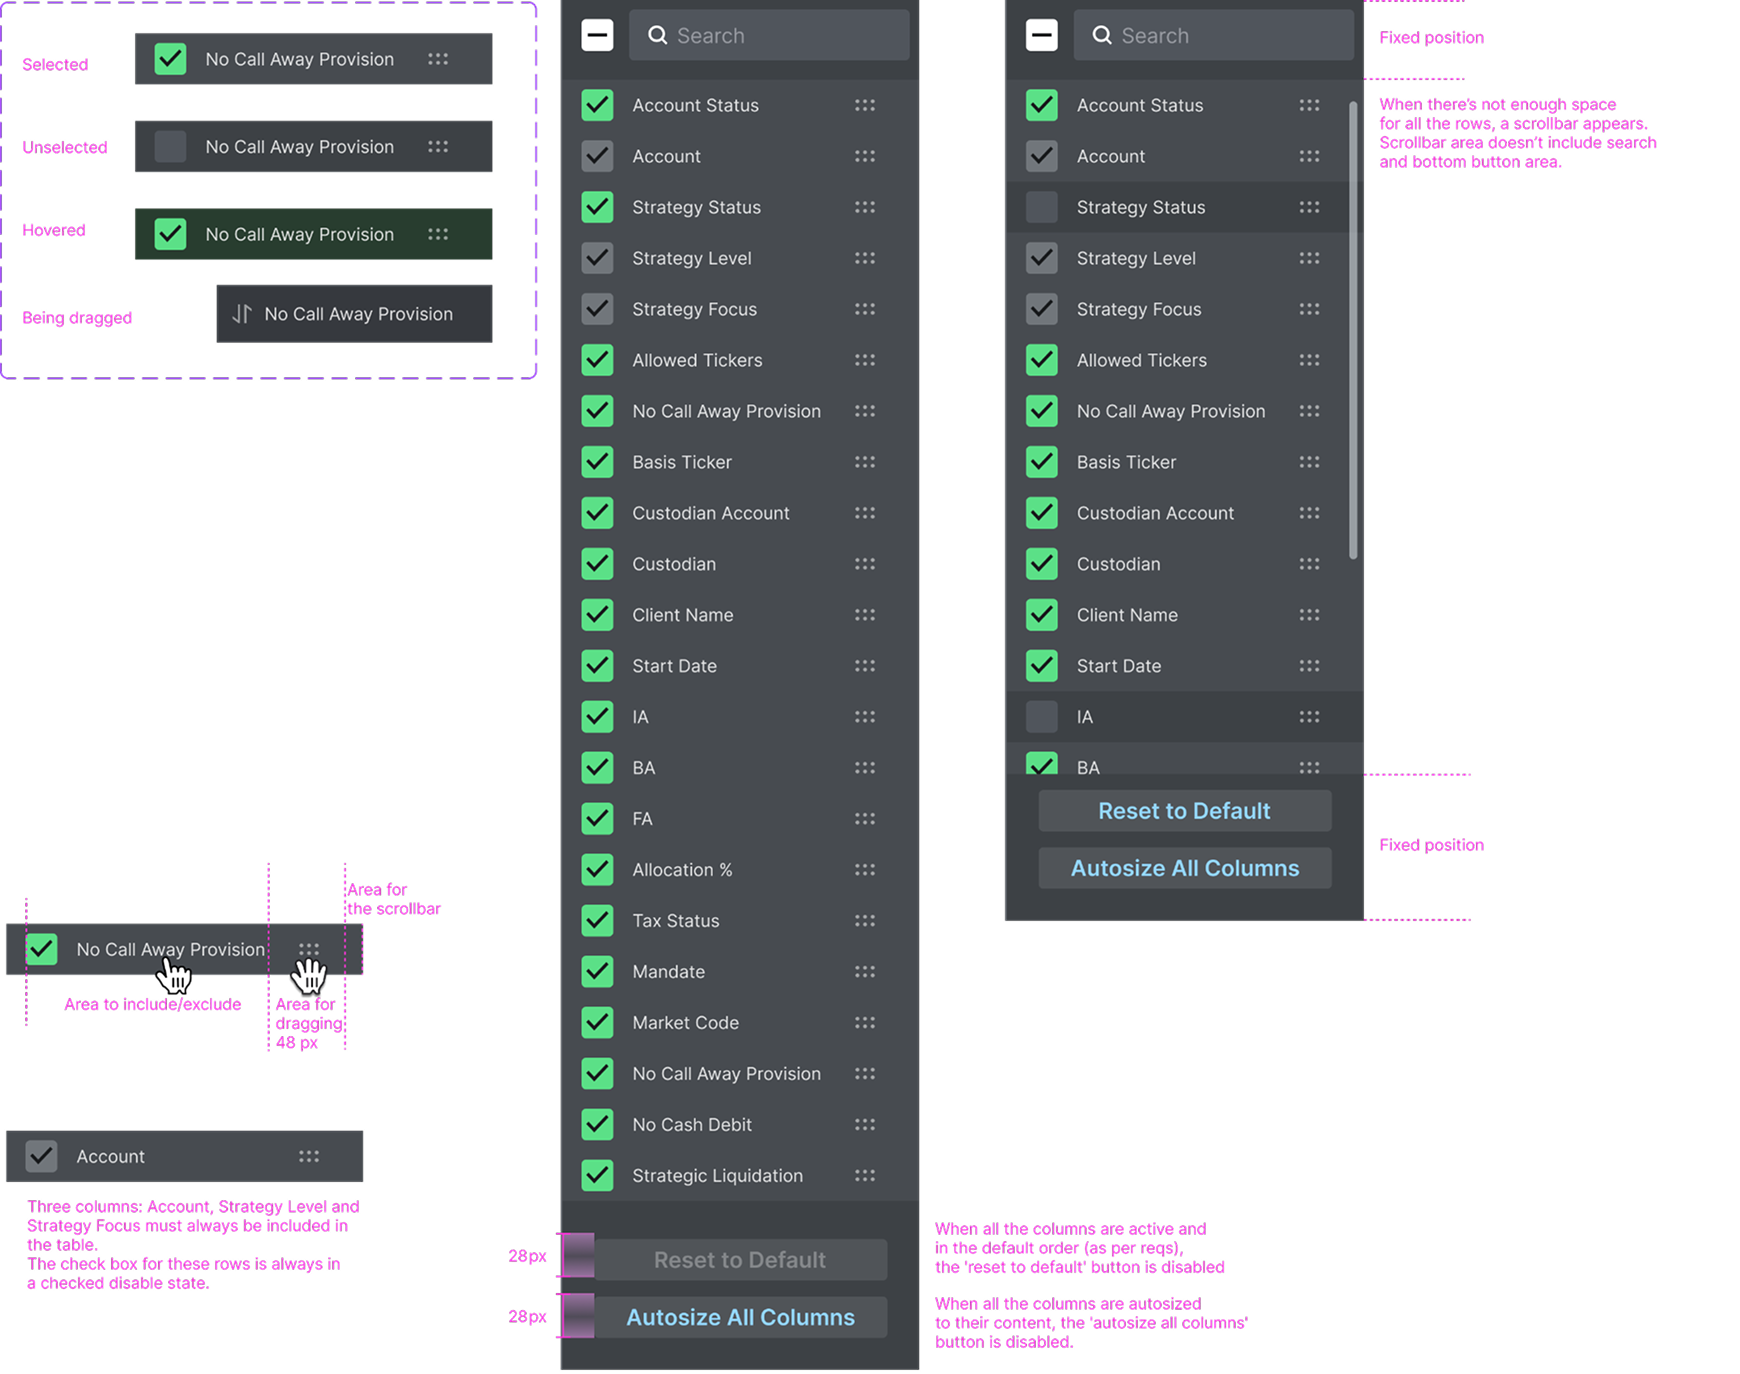 Selected
No Call Away Provision
Unselected
No Call Away Provision
Hovered
No Call Away Provision
Being dragged
No Call Away Provision
Area for
the scrollbar
No Call Away Provision
Area to include/exclude
Area for
dragging
48 px
Account
Three columns: Account, Strategy Level and
Strategy Focus must always be included in
the table.
The check box for these rows is always in
a checked disable state.
Search
Account Status
Account
Strategy Status
Strategy Level
Strategy Focus
Allowed Tickers
No Call Away Provision
Basis Ticker
Custodian Account
Custodian
Client Name
Start Date
IA
BA
FA
Allocation %
Tax Status
Mandate
Market Code
No Call Away Provision
No Cash Debit
Strategic Liquidation
28px
Reset to Default
28px
Autosize All Columns
When all the columns are active and
in the default order (as per reqs),
the 'reset to default' button is disabled
When all the columns are autosized
to their content, the 'autosize all columns'
button is disabled.
Search
Account Status
Account
Strategy Status
Strategy Level
Strategy Focus
Allowed Tickers
No Call Away Provision
Basis Ticker
Custodian Account
Custodian
Client Name
Start Date
IA
BA
Reset to Default
Autosize All Columns
Fixed position
When there's not enough space
for all the rows, a scrollbar appears.
Scrollbar area doesn't include search
and bottom button area.
Fixed position